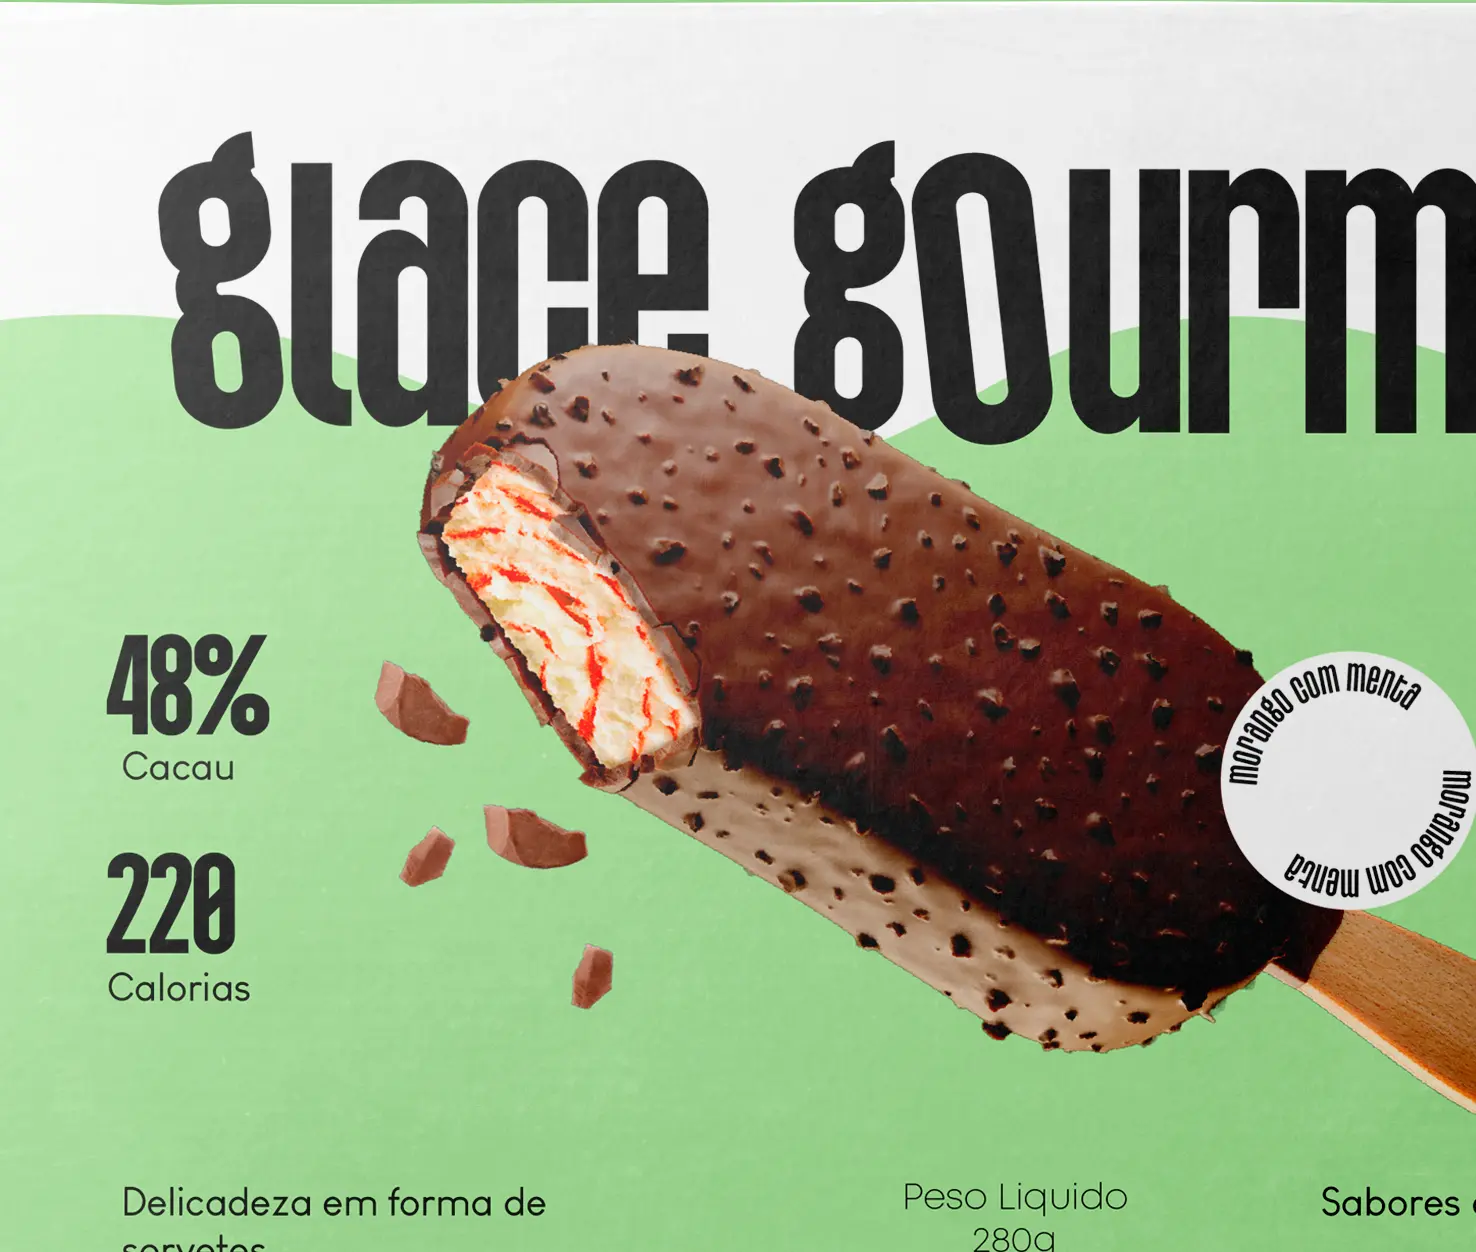 glace gourm
48%
Cacau
220
Calorias
morango com menta
morango com menta
Delicadeza em forma de
servetes
Peso Liquido
280g
Sabores